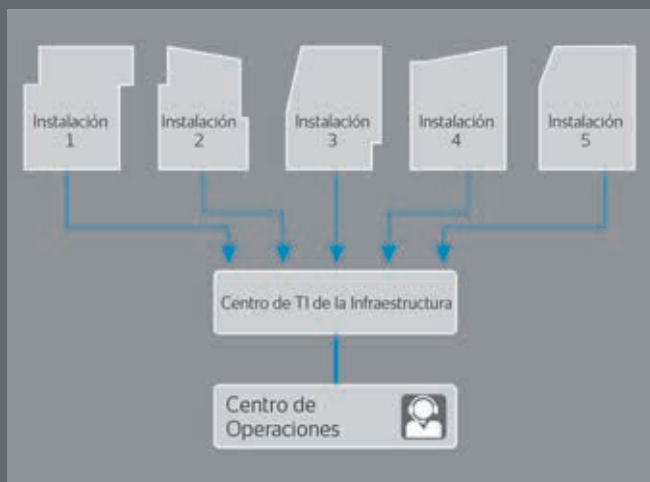 Instalación
1
Instalación
2
Instalación
3
Instalación
4
Instalación
5
Centro de TI de la Infraestructura
Centro de
Operaciones